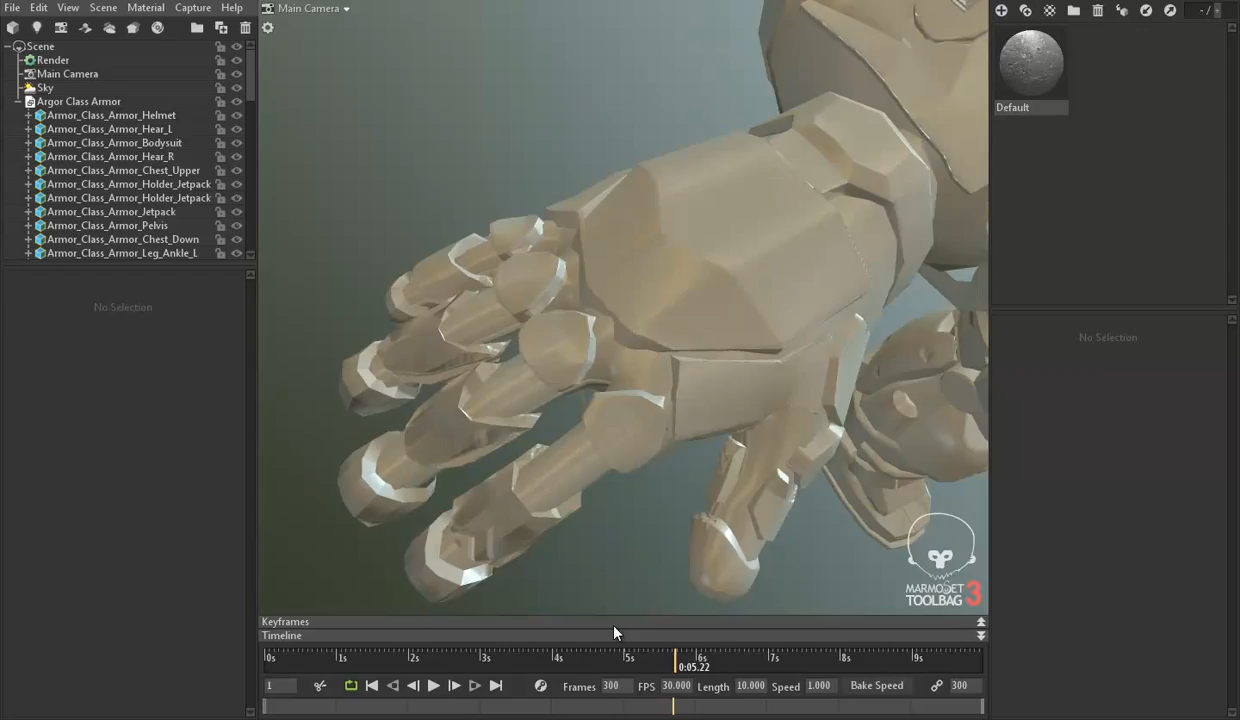 File Edit View Scene Material Capture Help
Main Camera
- /
Scene
Render
Main Camera
Sky
Argor Class Armor
Armor_Class_Armor_Helmet
Armor_Class_Armor_Hear_L
Armor_Class_Armor_Bodysuit
Armor_Class_Armor_Hear_R
Armor_Class_Armor_Chest_Upper
Armor_Class_Armor_Holder_Jetpack
Armor_Class_Armor_Holder_Jetpack
Armor_Class_Armor_Jetpack
Armor_Class_Armor_Pelvis
Armor_Class_Armor_Chest_Down
Armor_Class_Armor_Leg_Ankle_L
No Selection
Default
No Selection
MARMOSET
TOOLBAG 3
Keyframes
Timeline
0s 1s 2s 3s 4s 5s 6s 7s 8s 9s
0:05.22
1 Frames 300 FPS 30.000 Length 10.000 Speed 1.000 Bake Speed 300